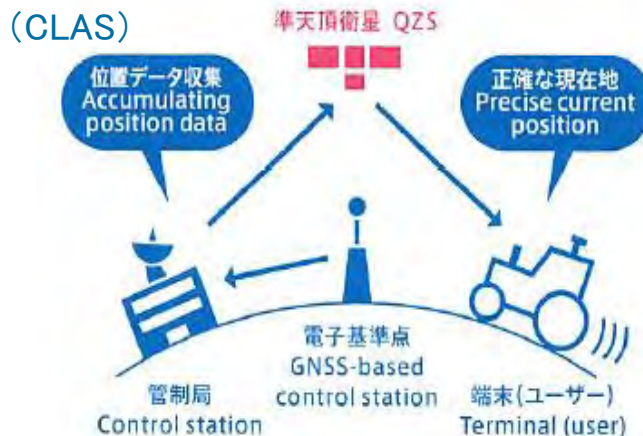 (CLAS)
準天頂衛星 QZS
位置データ収集
Accumulating
position data
正確な現在地
Precise current
position
電子基準点
GNSS-based
control station
管制局
Control station
端末(ユーザー)
Terminal (user)